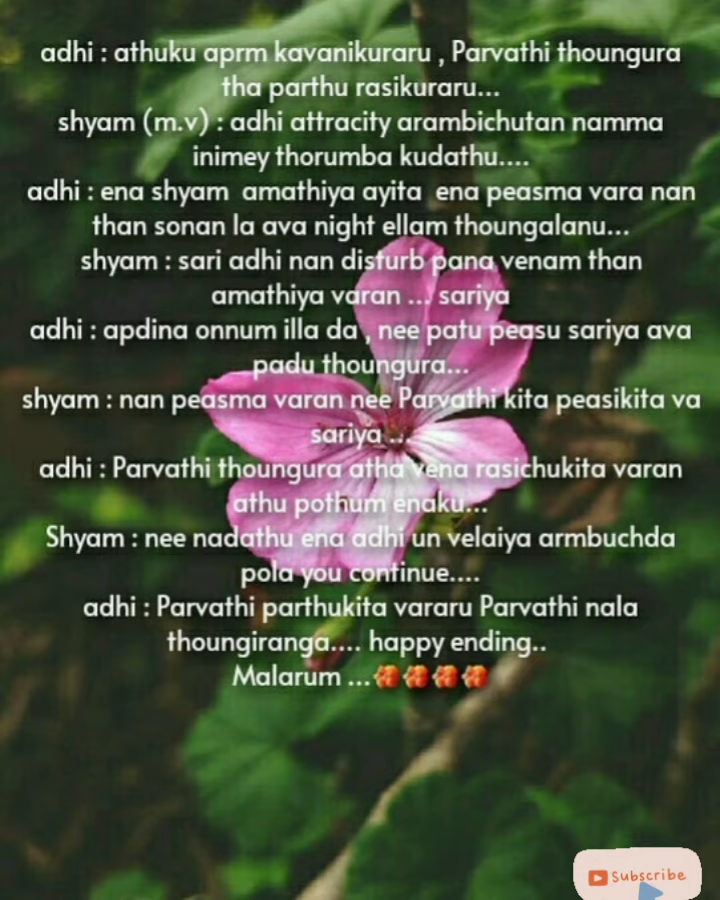 adhi : athuku aprm kavanikuraru , Parvathi thoungura
tha parthu rasikuraru...
shyam (m.v) : adhi attracity arambichutan namma
inimey thorumba kudathu....
adhi : ena shyam amathiya ayita ena peasma vara nan
than sonan la ava night ellam thoungalanu...
shyam : sari adhi nan disturb pana venam than
amathiya varan ... sariya
adhi : apdina onnum illa da , nee patu peasu sariya ava
padu thoungura...
shyam : nan peasma varan nee Parvathi kita peasikita va
sariya ...
adhi : Parvathi thoungura atha vena rasichukita varan
athu pothum enaku...
Shyam : nee nadathu ena adhi un velaiya armbuchda
pola you continue....
adhi : Parvathi parthukita vararu Parvathi nala
thoungiranga.... happy ending..
Malarum ...🌺🌺🌺🌺
Subscribe